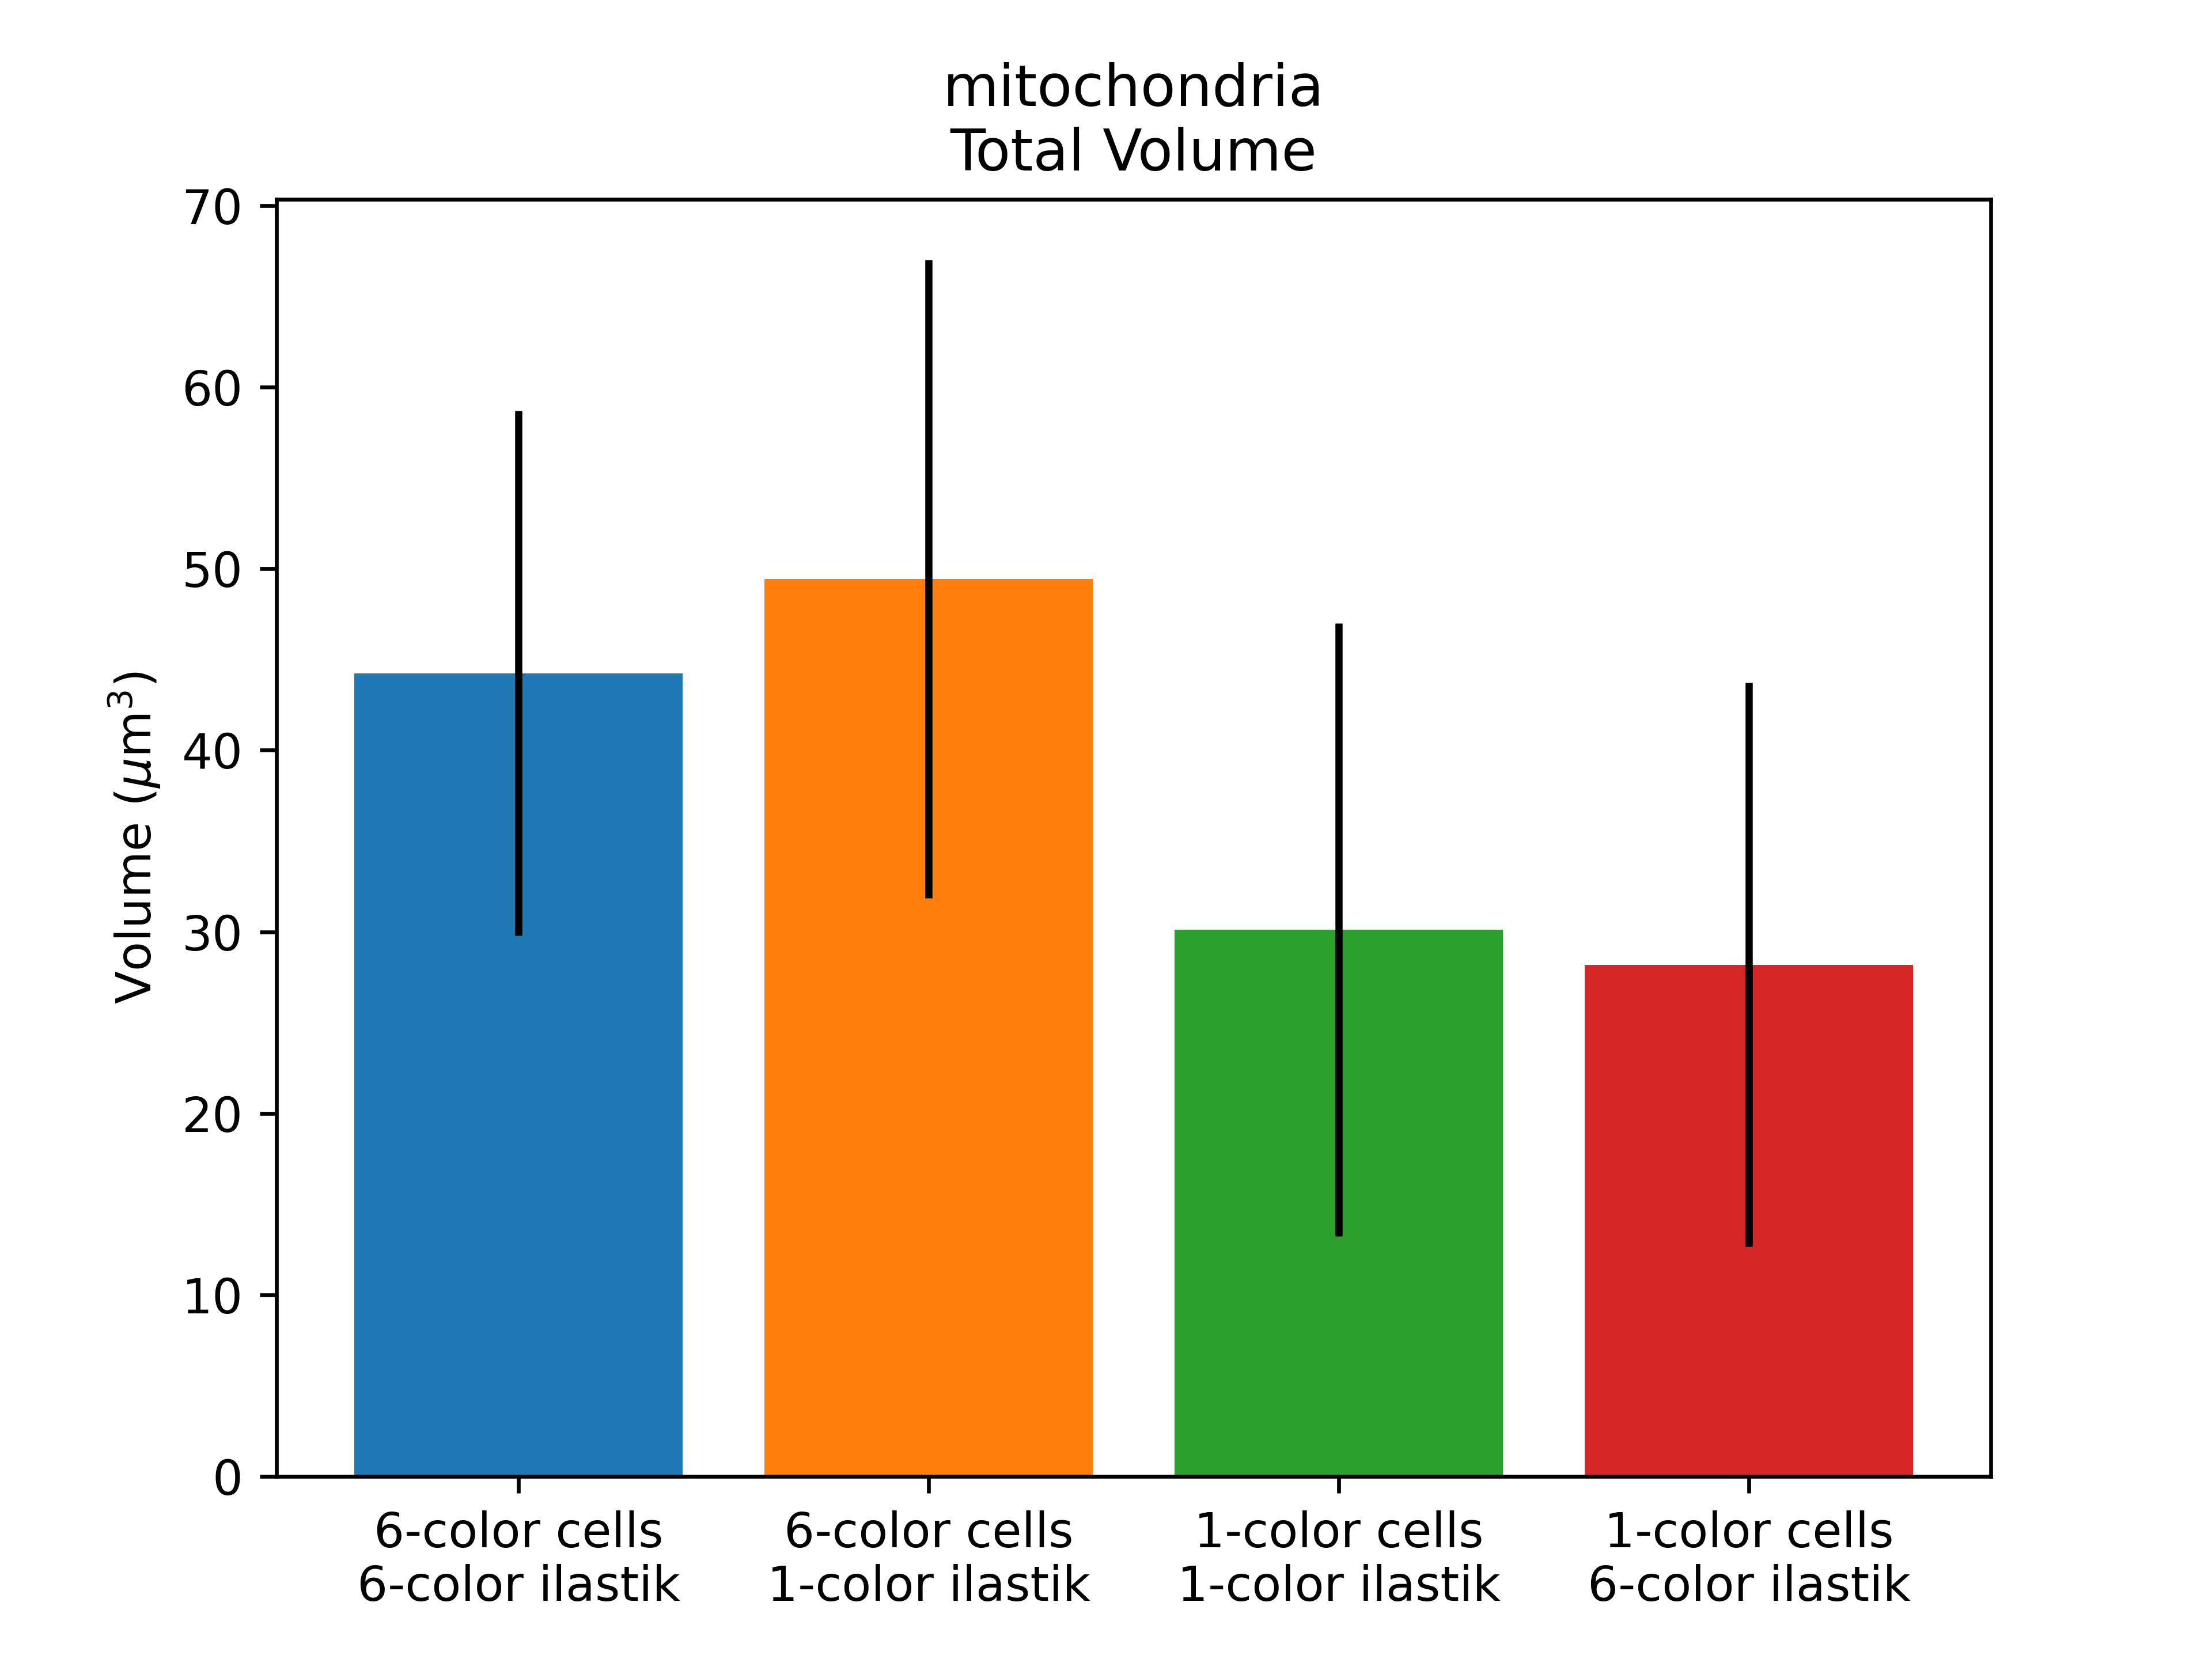 mitochondria
Total Volume
Volume (μm³)
70
60
50
40
30
20
10
0
6-color cells
6-color ilastik
6-color cells
1-color ilastik
1-color cells
1-color ilastik
1-color cells
6-color ilastik